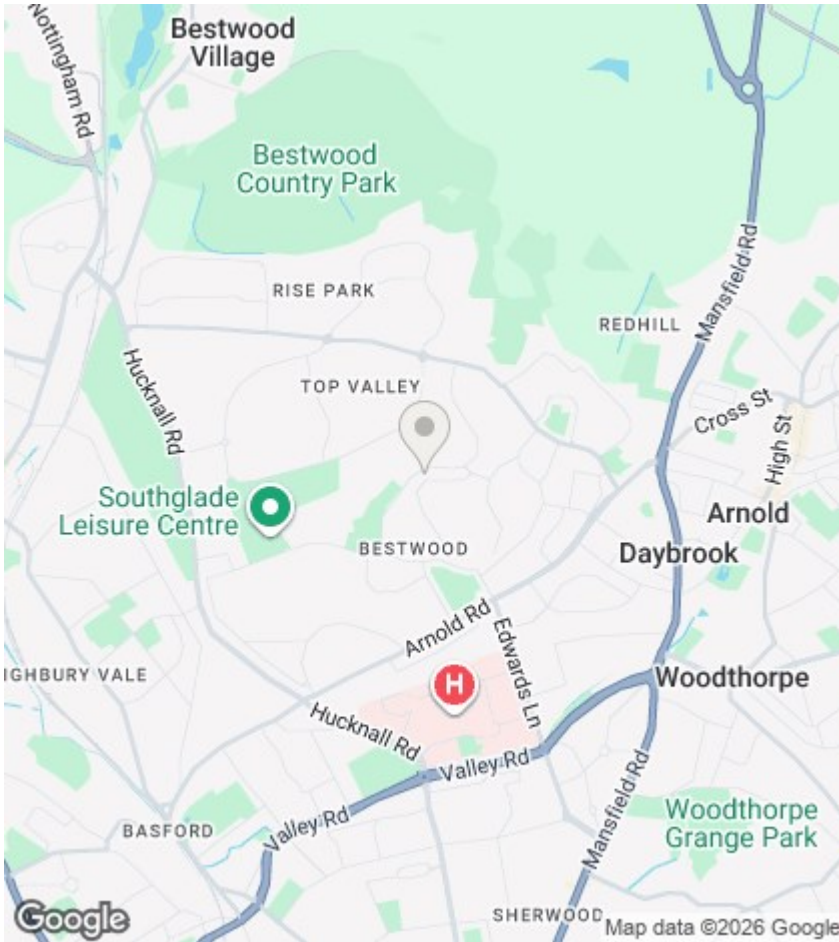 Nottingham Rd
Bestwood
Village
Bestwood
Country Park
Mansfield Rd
RISE PARK
REDHILL
Hucknall Rd
TOP VALLEY
Cross St
High St
Southglade
Leisure Centre
Arnold
BESTWOOD
Daybrook
Arnold Rd
Edwards Ln
IGHBURY VALE
H
Woodthorpe
Hucknall Rd
Valley Rd
Mansfield Rd
Woodthorpe
Grange Park
BASFORD
Valley Rd
SHERWOOD
Google
Map data ©2026 Google